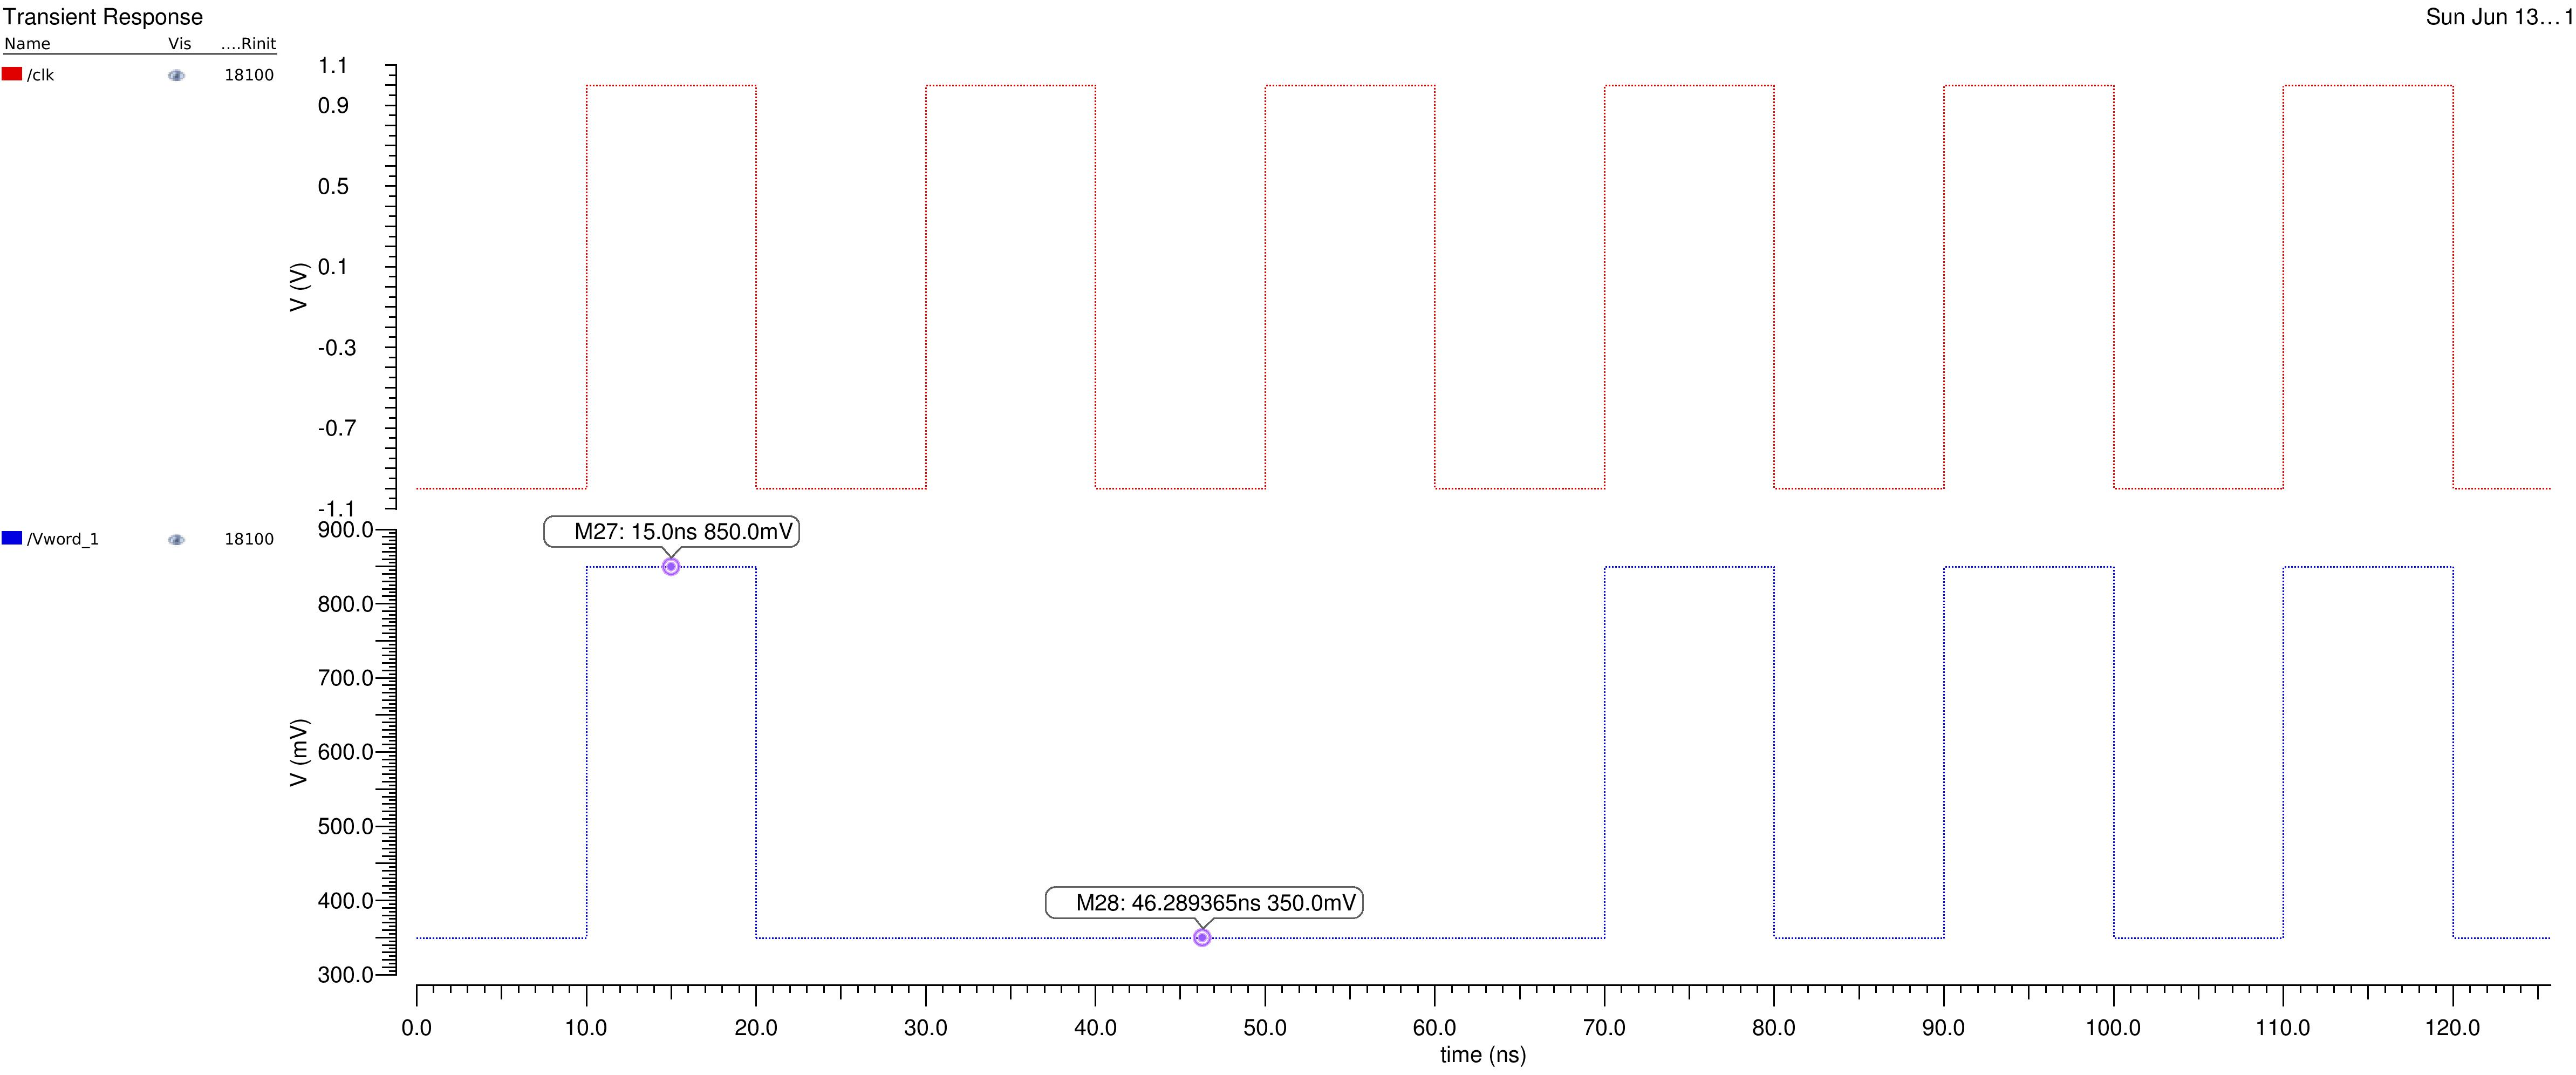 Transient Response
Sun Jun 13... 1
Name Vis ....Rinit
/clk 18100
1.1
0.9
0.5
0.1
-0.3
-0.7
-1.1
V (V)
/Vword_1 18100
900.0
800.0
700.0
600.0
500.0
400.0
300.0
V (mV)
M27: 15.0ns 850.0mV
M28: 46.289365ns 350.0mV
0.0 10.0 20.0 30.0 40.0 50.0 60.0 70.0 80.0 90.0 100.0 110.0 120.0
time (ns)